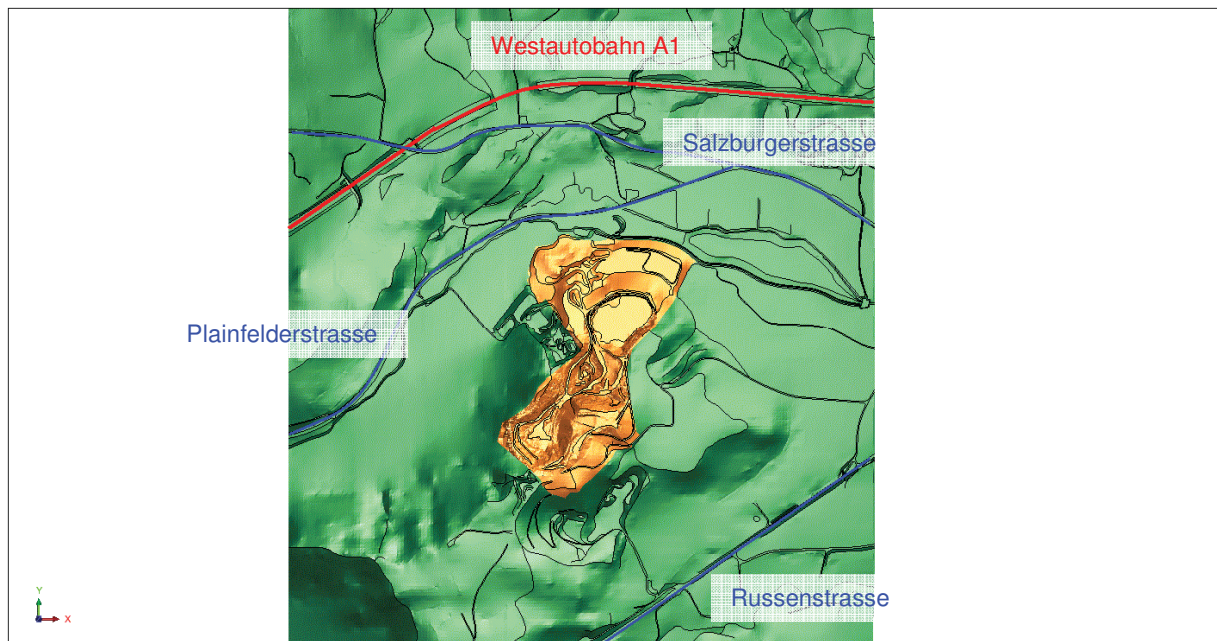 Westautobahn A1
Salzburgerstrasse
Plainfelderstrasse
Russenstrasse
Y
X